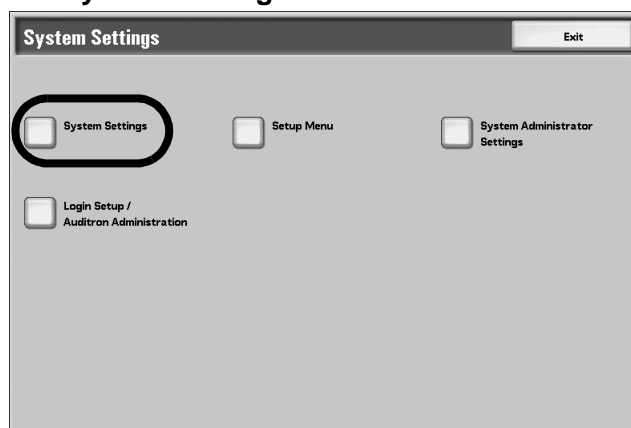 System Settings
Exit
System Settings
Setup Menu
System Administrator
Settings
Login Setup /
Auditron Administration